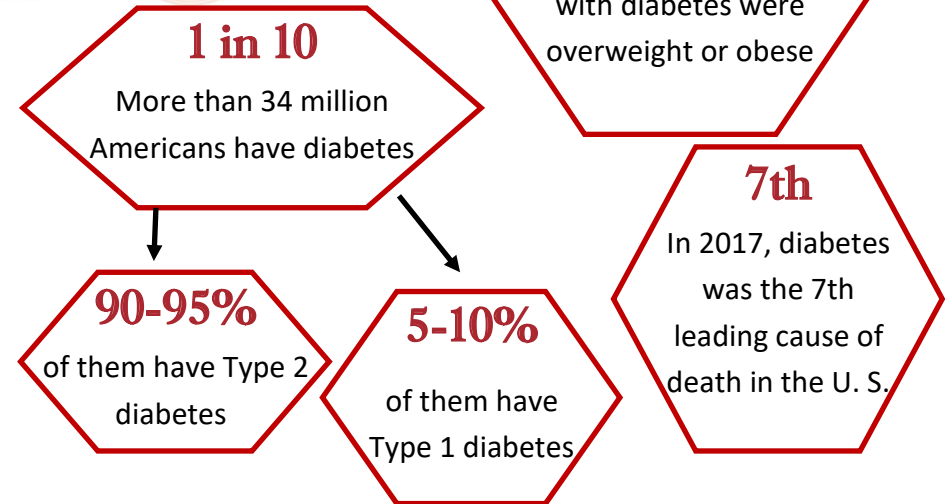 with diabetes were
overweight or obese
1 in 10
More than 34 million
Americans have diabetes
7th
In 2017, diabetes
was the 7th
leading cause of
death in the U. S.
90-95%
of them have Type 2
diabetes
5-10%
of them have
Type 1 diabetes